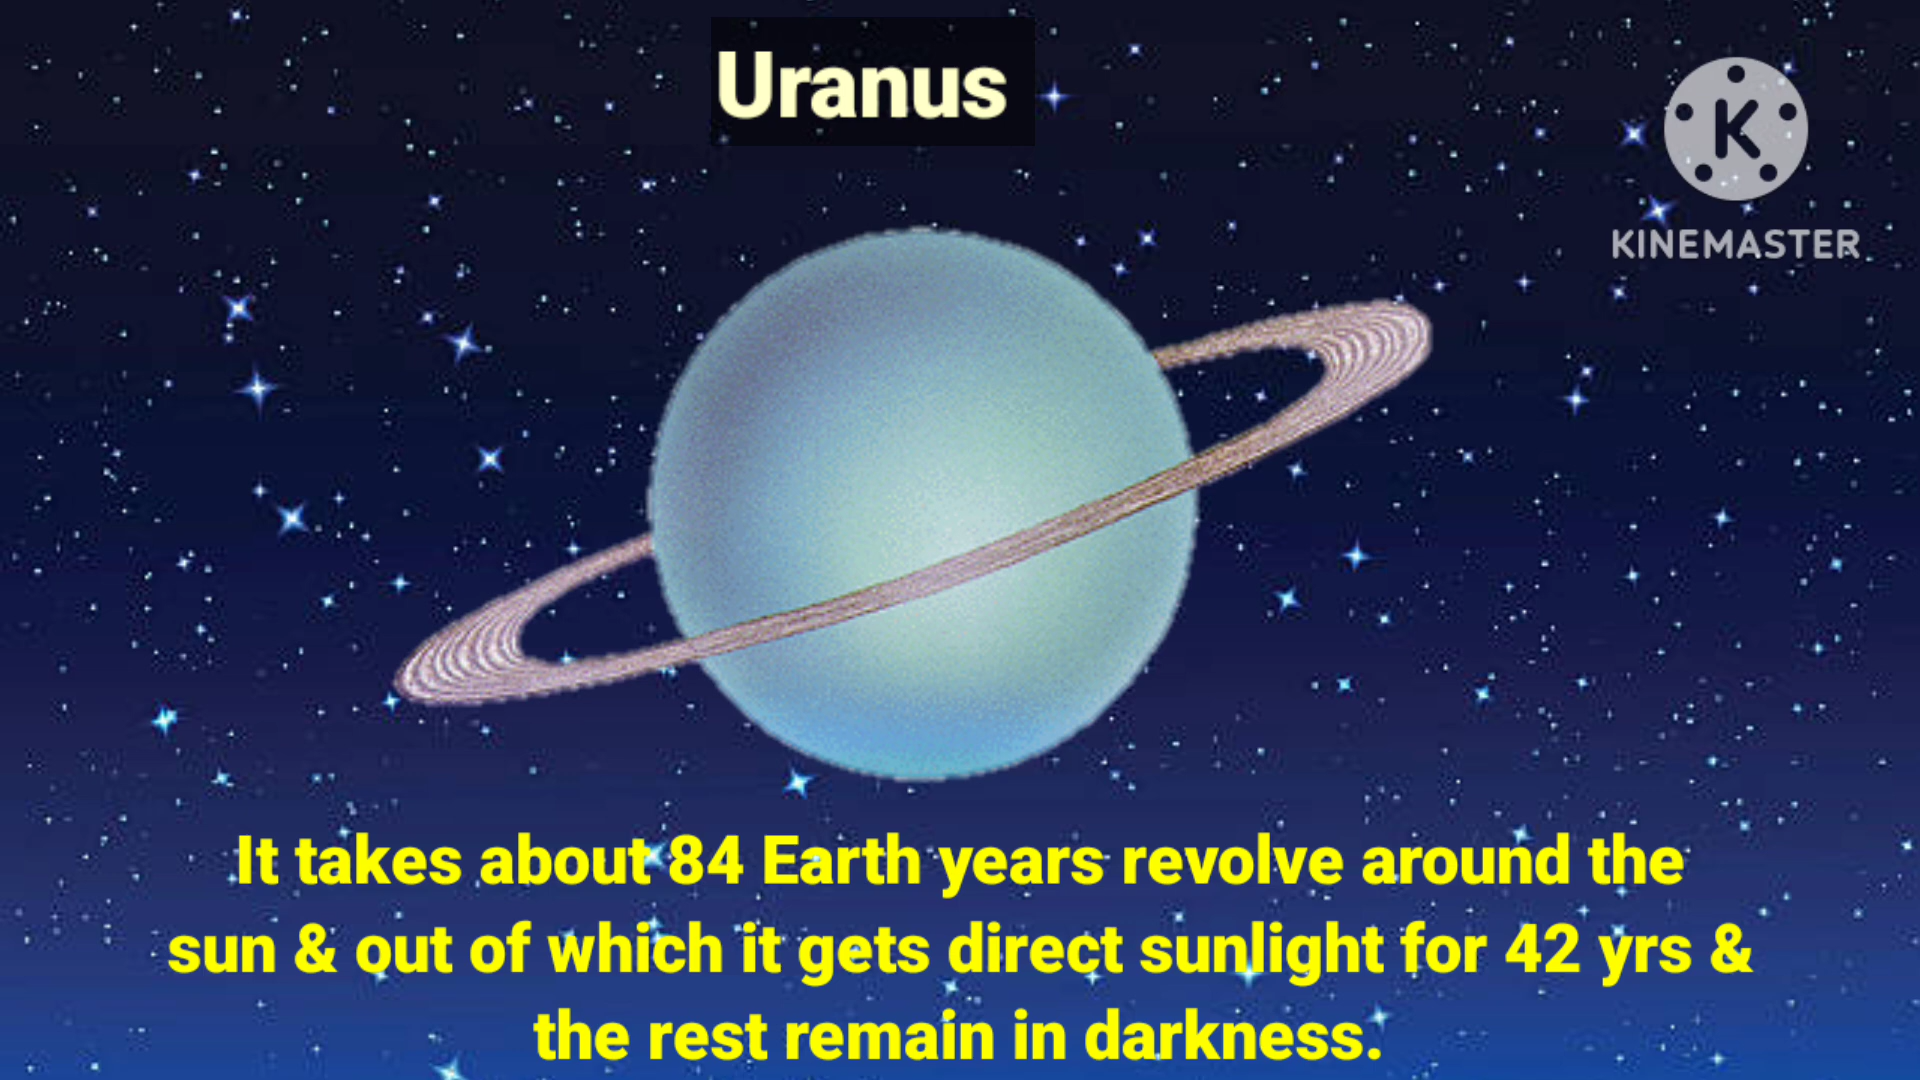 Uranus
K
KINEMASTER
It takes about 84 Earth years revolve around the
sun & out of which it gets direct sunlight for 42 yrs &
the rest remain in darkness.